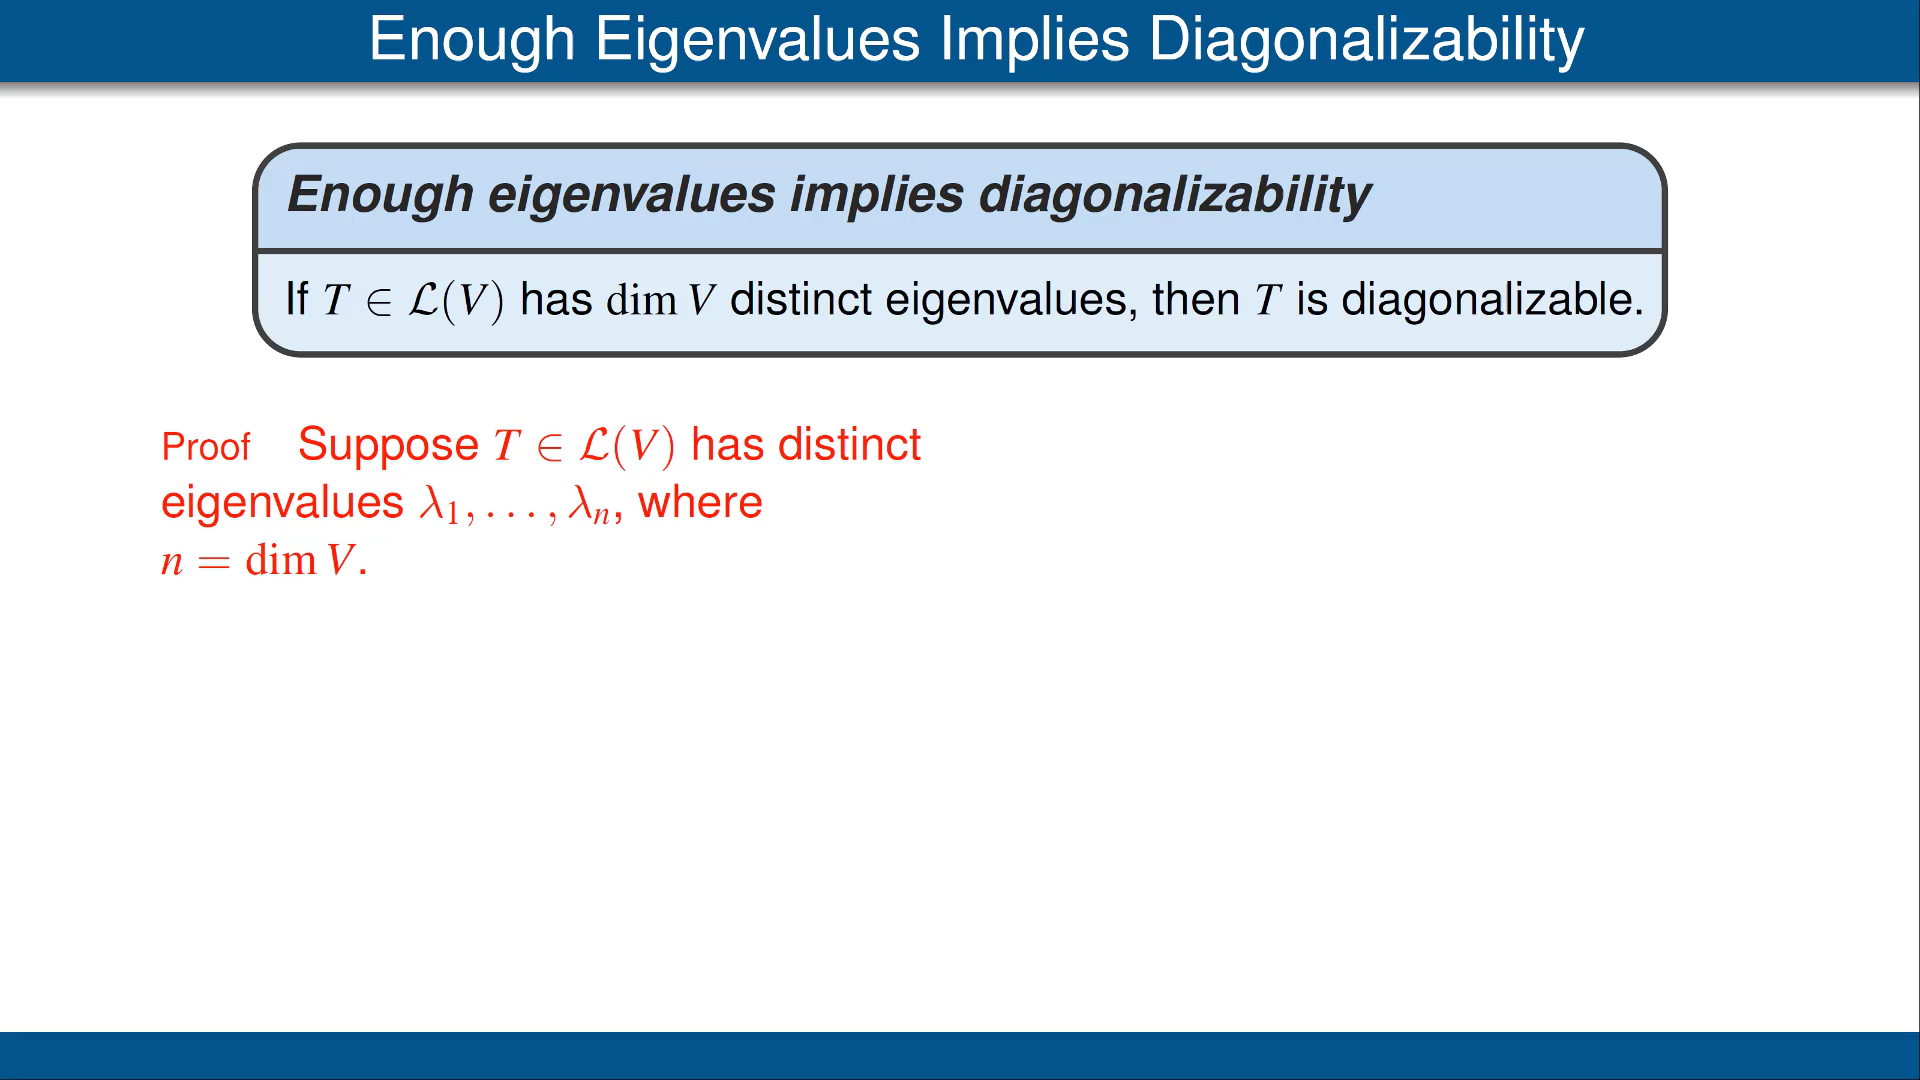 Enough Eigenvalues Implies Diagonalizability
Enough eigenvalues implies diagonalizability
If T ∈ ℒ(V) has dim V distinct eigenvalues, then T is diagonalizable.
Proof Suppose T ∈ ℒ(V) has distinct
eigenvalues λ₁, . . . , λₙ, where
n = dim V.